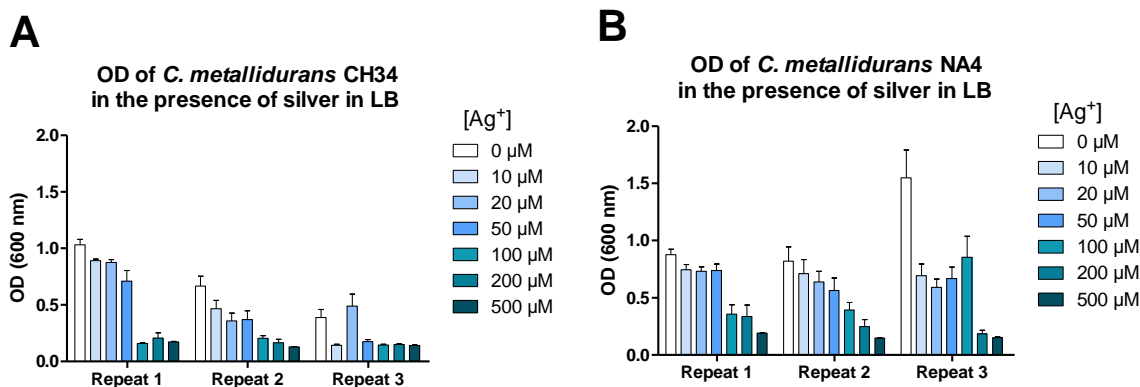 A
OD of C. metallidurans CH34
in the presence of silver in LB
[Ag+]
0 µM
10 µM
20 µM
50 µM
100 µM
200 µM
500 µM
OD (600 nm)
2.0
1.5
1.0
0.5
0.0
Repeat 1 Repeat 2 Repeat 3
B
OD of C. metallidurans NA4
in the presence of silver in LB
[Ag+]
0 µM
10 µM
20 µM
50 µM
100 µM
200 µM
500 µM
OD (600 nm)
2.0
1.5
1.0
0.5
0.0
Repeat 1 Repeat 2 Repeat 3